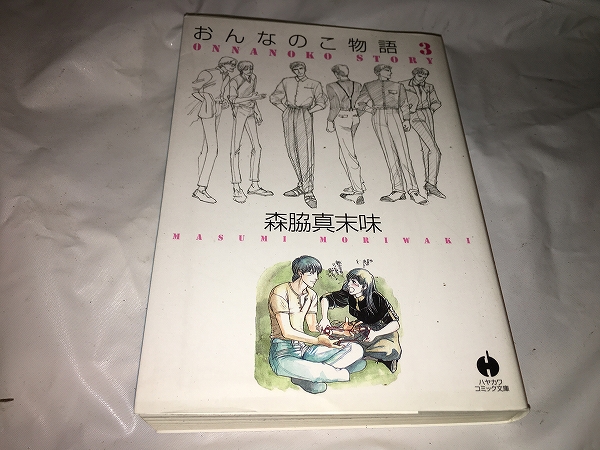 おんなのこ物語 3
ONNANOKO STORY
森脇真末味
MASUMI MORIWAKI
ハヤカワ
コミック文庫